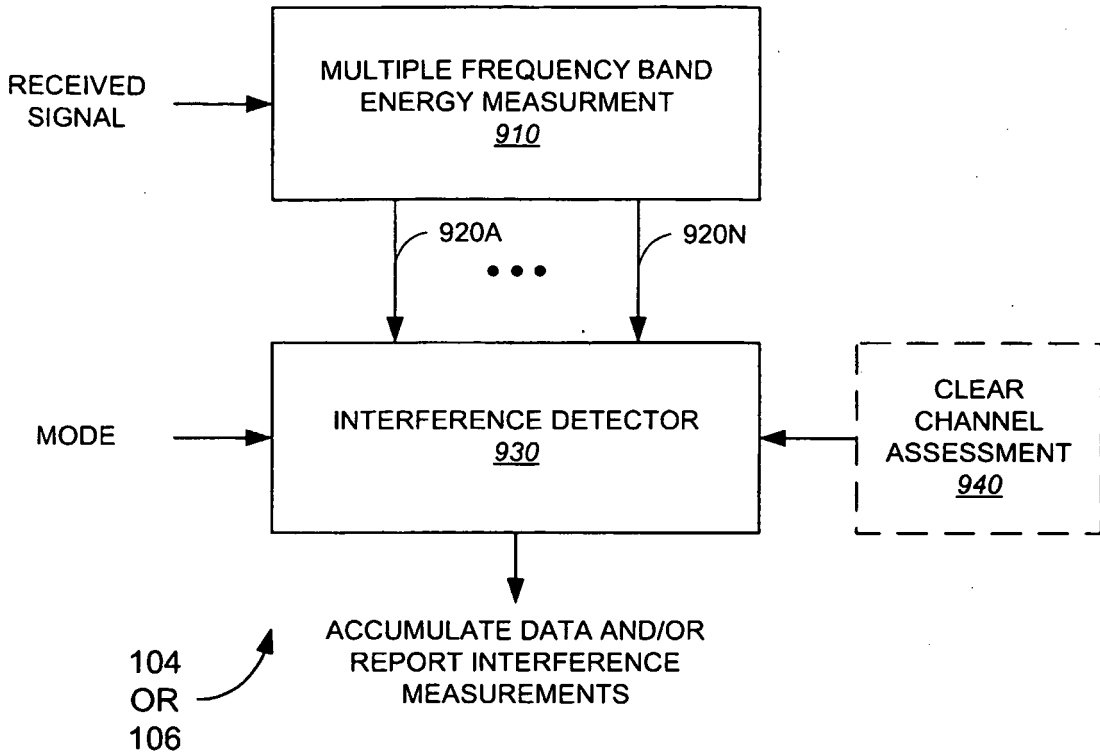 RECEIVED
SIGNAL
MULTIPLE FREQUENCY BAND
ENERGY MEASURMENT
910
920A
920N
MODE
INTERFERENCE DETECTOR
930
CLEAR
CHANNEL
ASSESSMENT
940
104
OR
106
ACCUMULATE DATA AND/OR
REPORT INTERFERENCE
MEASUREMENTS